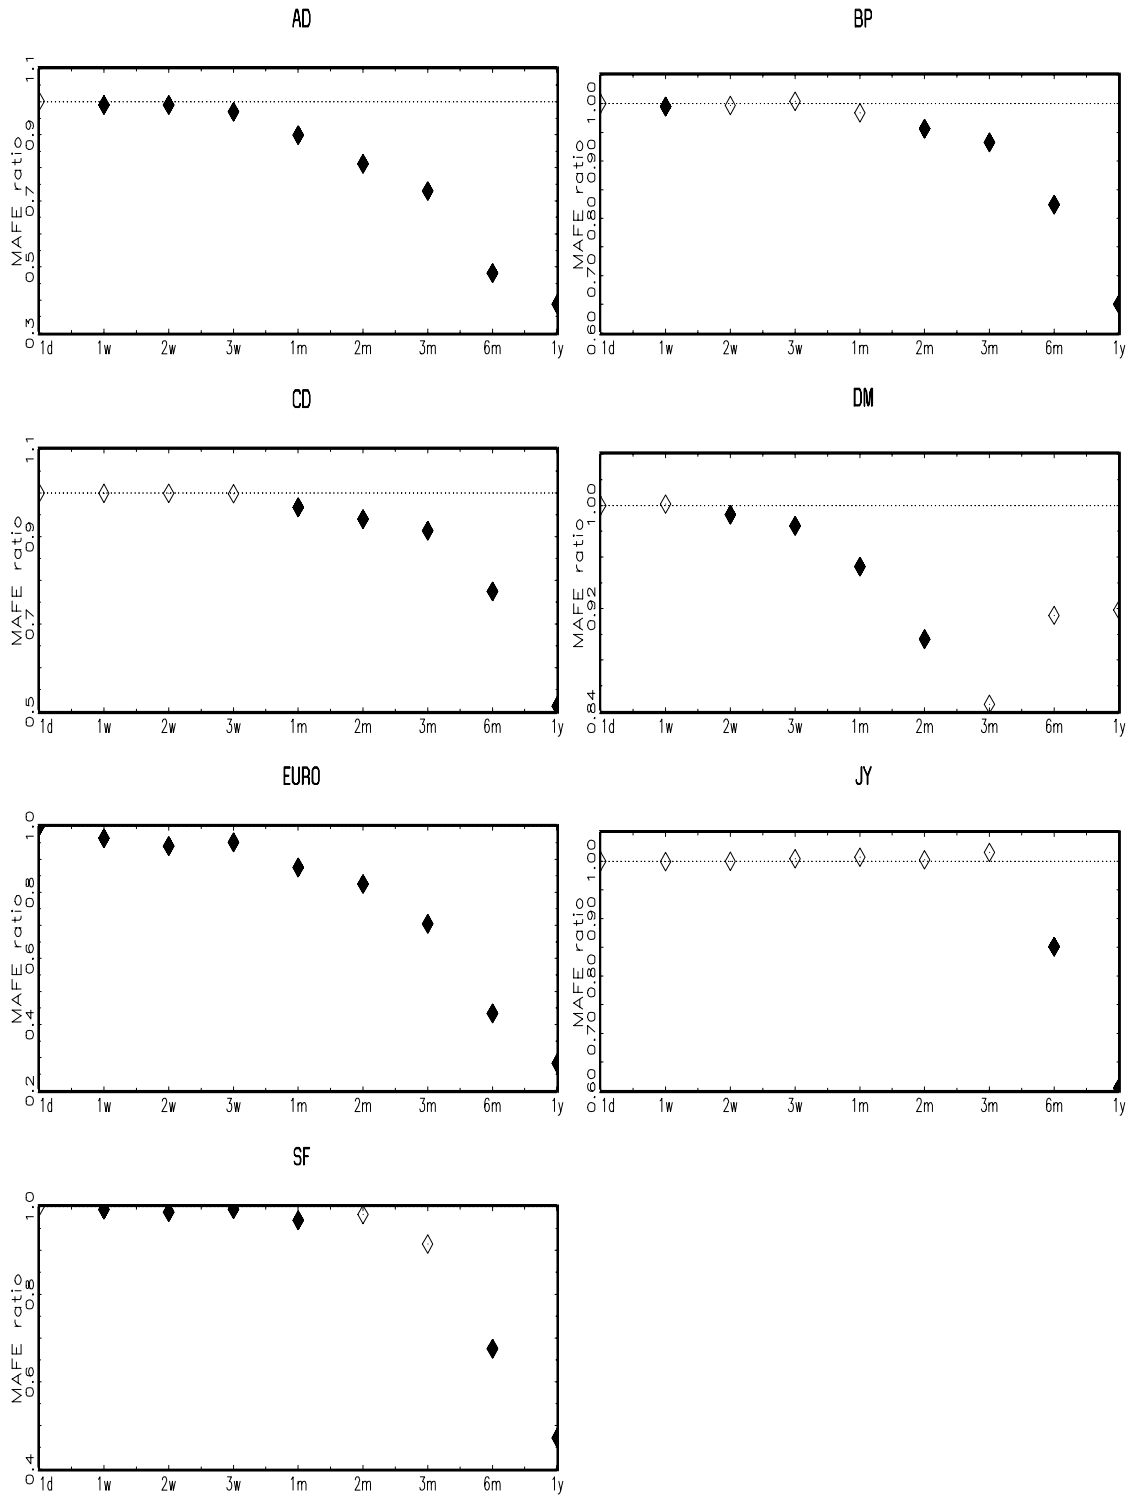 AD
MAFE ratio
0.3 0.5 0.7 0.9 1.1
1d 1w 2w 3w 1m 2m 3m 6m 1y
BP
MAFE ratio
0.60 0.70 0.80 0.90 1.00
1d 1w 2w 3w 1m 2m 3m 6m 1y
CD
MAFE ratio
0.5 0.7 0.9 1.1
1d 1w 2w 3w 1m 2m 3m 6m 1y
DM
MAFE ratio
0.84 0.92 1.00
1d 1w 2w 3w 1m 2m 3m 6m 1y
EURO
MAFE ratio
0.2 0.4 0.6 0.8 1.0
1d 1w 2w 3w 1m 2m 3m 6m 1y
JY
MAFE ratio
0.60 0.70 0.80 0.90 1.00
1d 1w 2w 3w 1m 2m 3m 6m 1y
SF
MAFE ratio
0.4 0.6 0.8 1.0
1d 1w 2w 3w 1m 2m 3m 6m 1y